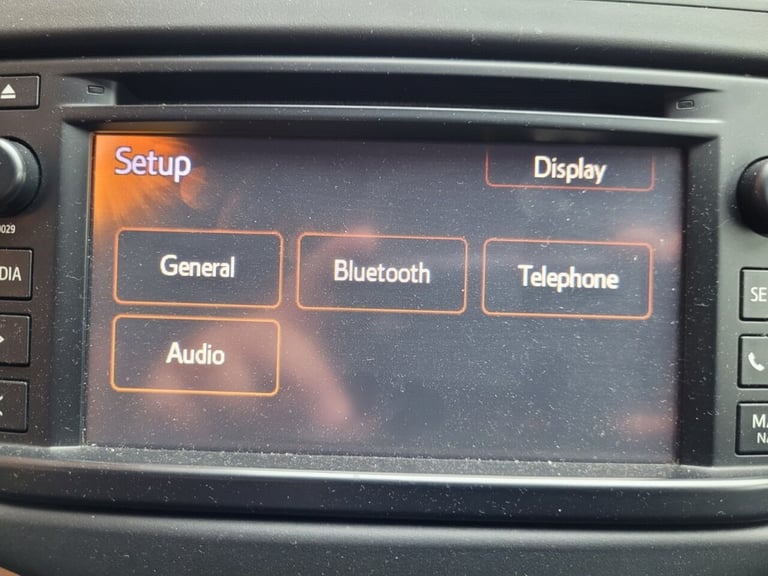 Setup
Display
General
Bluetooth
Telephone
Audio